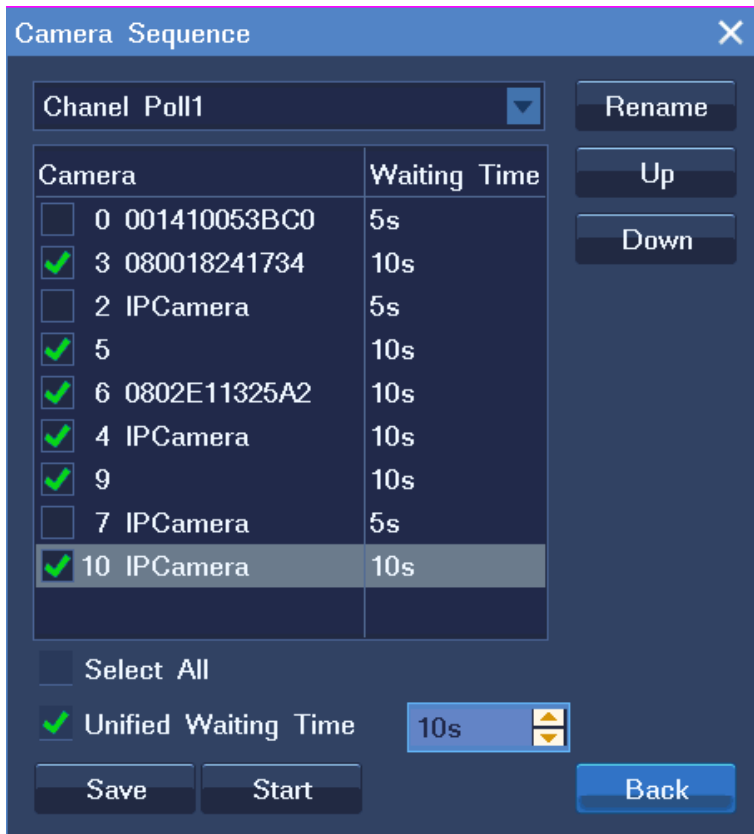 Camera Sequence
Chanel Poll1
Rename
Camera Waiting Time
Up
0 001410053BC0 5s
Down
3 080018241734 10s
2 IPCamera 5s
5 10s
6 0802E11325A2 10s
4 IPCamera 10s
9 10s
7 IPCamera 5s
10 IPCamera 10s
Select All
Unified Waiting Time 10s
Save Start Back